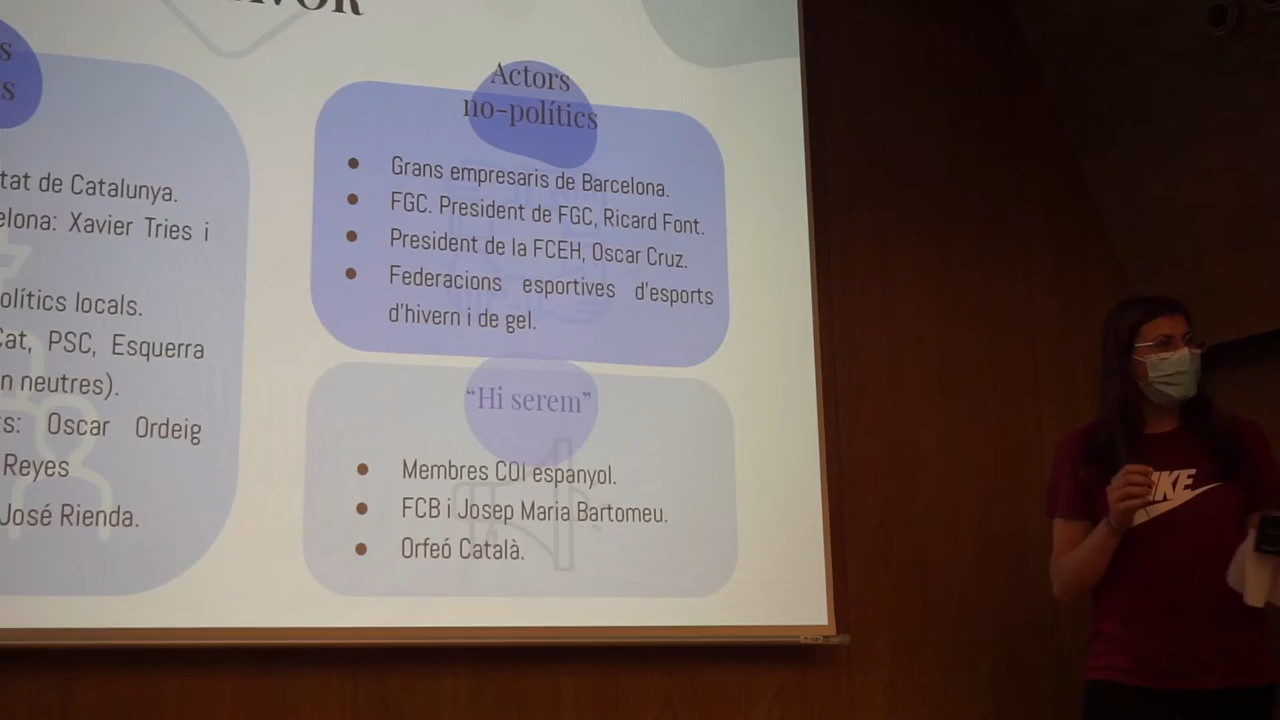 Actors
no-polítics
● Grans empresaris de Barcelona.
● FGC. President de FGC, Ricard Font.
● President de la FCEH, Oscar Cruz.
● Federacions esportives d'esports
d'hivern i de gel.
"Hi serem"
● Membres COI espanyol.
● FCB i Josep Maria Bartomeu.
● Orfeó Català.
tat de Catalunya.
elona: Xavier Tries i
olítics locals.
Cat, PSC, Esquerra
n neutres).
ts: Oscar Ordeig
Reyes
José Rienda.